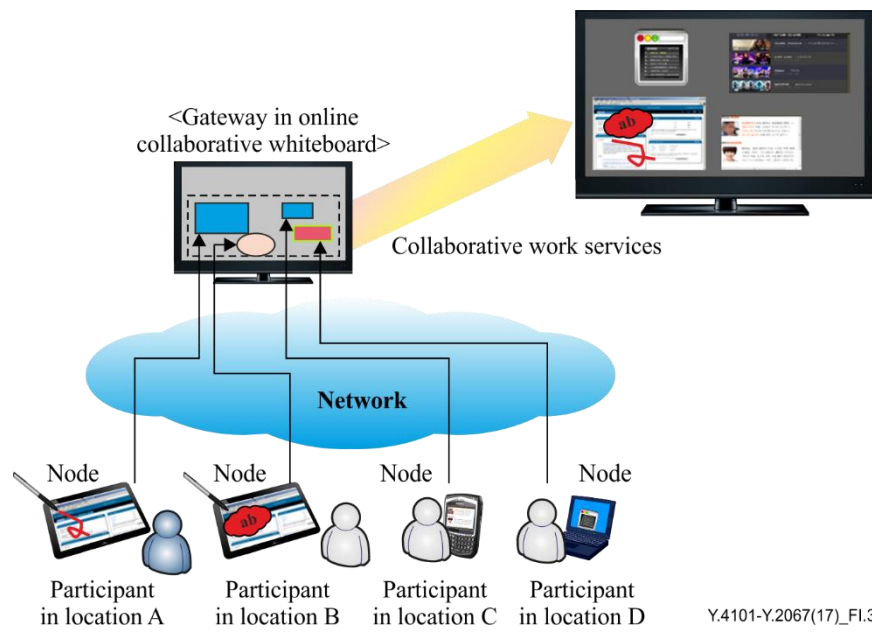 <Gateway in online
collaborative whiteboard>
ab
Collaborative work services
Network
Node
Node
Node
Node
ab
Participant
in location A
Participant
in location B
Participant
in location C
Participant
in location D
Y.4101-Y.2067(17)_FI.3